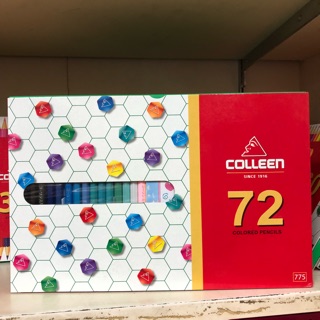 COLLEEN
SINCE 1916
72
COLORED PENCILS
775